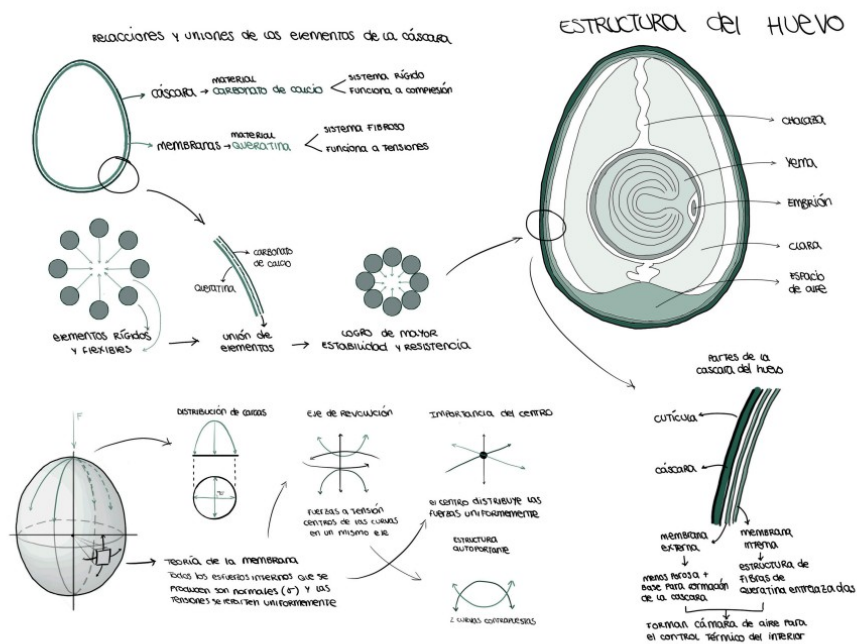 RELACCIONES Y UNIONES DE LOS ELEMENTOS DE LA CÁSCARA
CÁSCARA
MATERIAL
CARBONATO DE CALCIO
SISTEMA RÍGIDO
FUNCIONA A COMPRESIÓN
MEMBRANAS
MATERIAL
QUERATINA
SISTEMA FIBROSO
FUNCIONA A TENSIONES
CARBONATO
DE CALCIO
QUERATINA
ELEMENTOS RÍGIDOS
Y FLEXIBLES
UNIÓN DE
ELEMENTOS
LOGRO DE MAYOR
ESTABILIDAD Y RESISTENCIA
ESTRUCTURA del HUEVO
CHALAZA
YEMA
EMBRIÓN
CLARA
ESPACIO
DE AIRE
PARTES DE LA
CASCARA DEL HUEVO
CUTÍCULA
CÁSCARA
MEMBRANA
EXTERNA
MEMBRANA
INTERNA
MENOS POROSA +
BASE PARA FORMACIÓN
DE LA CASCARA
ESTRUCTURA DE
FIBRAS DE
QUERATINA ENTRELAZADAS
FORMAN CÁMARA DE AIRE PARA
EL CONTROL TÉRMICO DEL INTERIOR
F
DISTRIBUCIÓN DE CARGAS
EJE DE REVOLUCIÓN
FUERZAS A TENSIÓN
CENTROS DE LAS CURVAS
EN UN MISMO EJE
IMPORTANCIA DEL CENTRO
EL CENTRO DISTRIBUYE LAS
FUERZAS UNIFORMEMENTE
ESTRUCTURA
AUTOPORTANTE
2 CURVAS CONTRAPUESTAS
TEORÍA DE LA MEMBRANA
TODOS LOS ESFUERZOS INTERNOS QUE SE
PRODUCEN SON NORMALES (σ) Y LAS
TENSIONES SE REPARTEN UNIFORMEMENTE